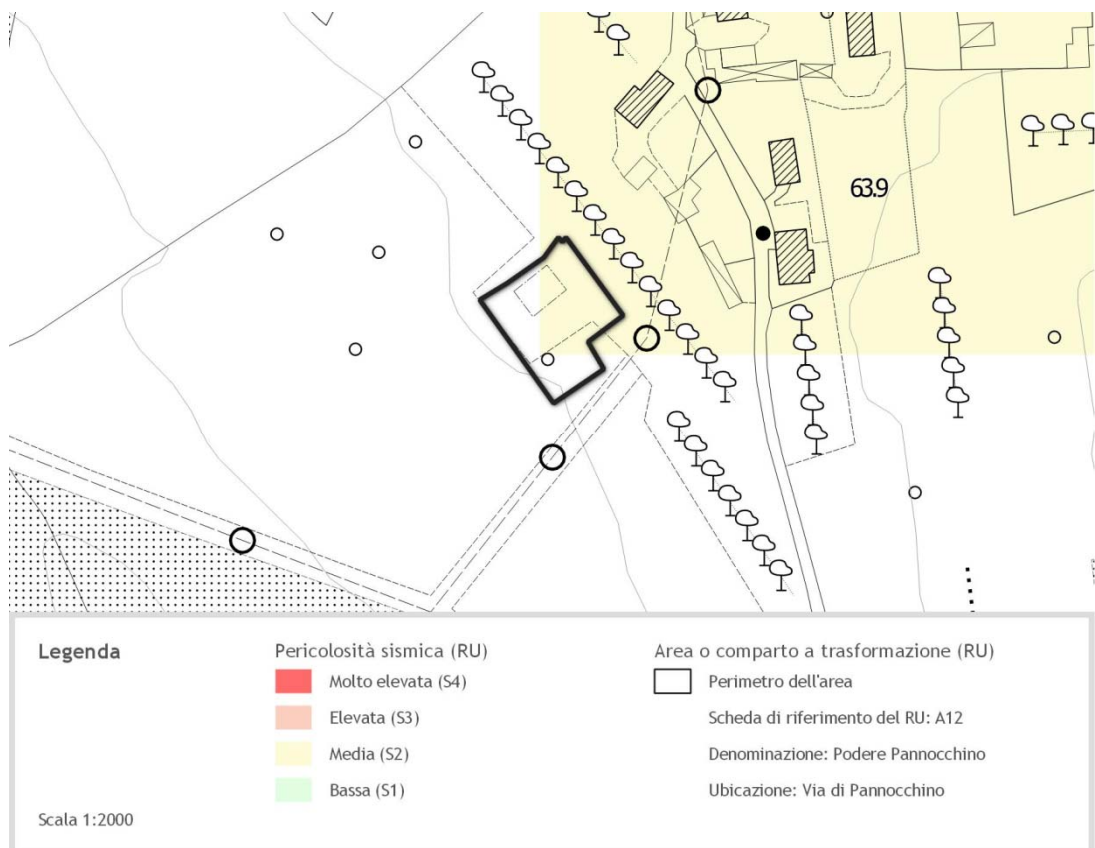 63.9
Legenda
Pericolosità sismica (RU)
Molto elevata (S4)
Elevata (S3)
Media (S2)
Bassa (S1)
Area o comparto a trasformazione (RU)
Perimetro dell'area
Scheda di riferimento del RU: A12
Denominazione: Podere Pannocchino
Ubicazione: Via di Pannocchino
Scala 1:2000